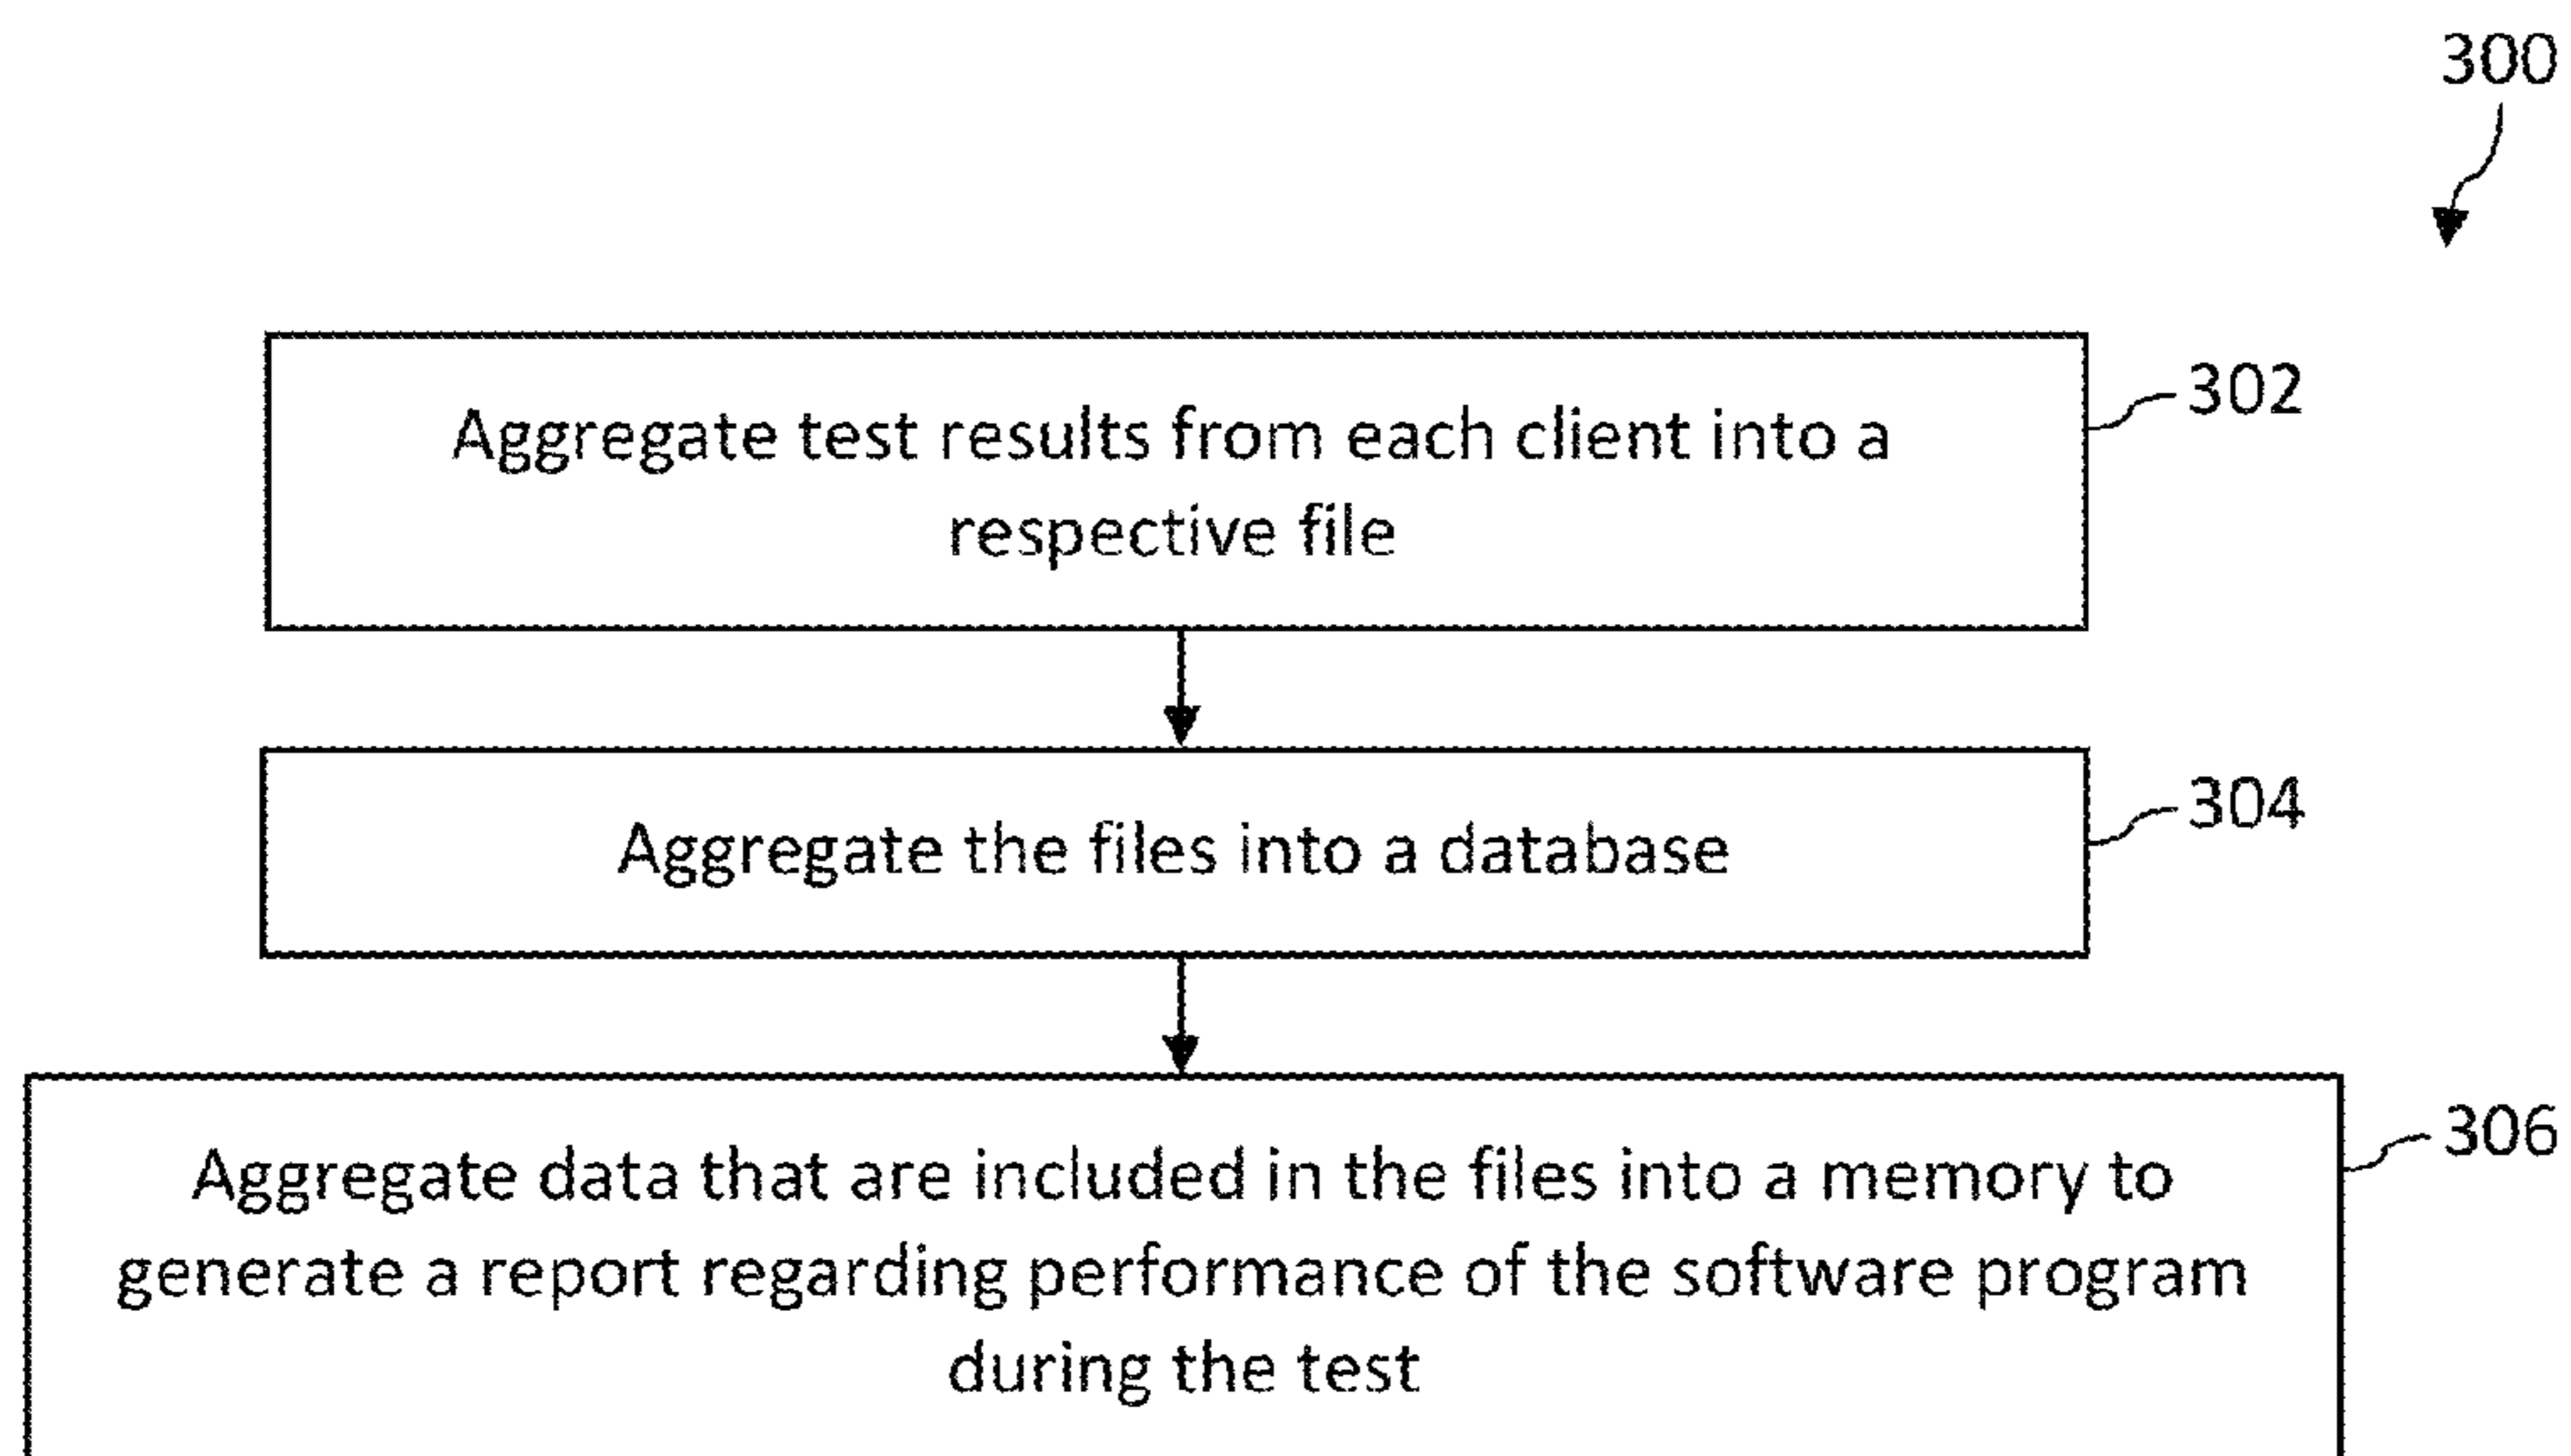 300
Aggregate test results from each client into a
respective file
302
Aggregate the files into a database
304
Aggregate data that are included in the files into a memory to
generate a report regarding performance of the software program
during the test
306